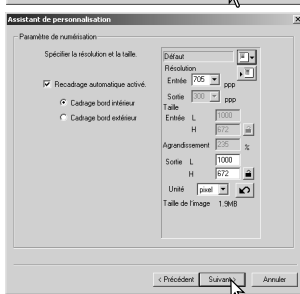 Assistant de personnalisation
Paramètre de numérisation
Spécifier la résolution et la taille.
Recadrage automatique activé.
Cadrage bord intérieur
Cadrage bord extérieur
Défaut
Résolution
Entrée 705 ppp
Sortie 300 ppp
Taille
Entrée L 1000
H 672
Agrandissement 235 %
Sortie L 1000
H 672
Unité pixel
Taille de l'image 1.9MB
< Précédent Suivant > Annuler